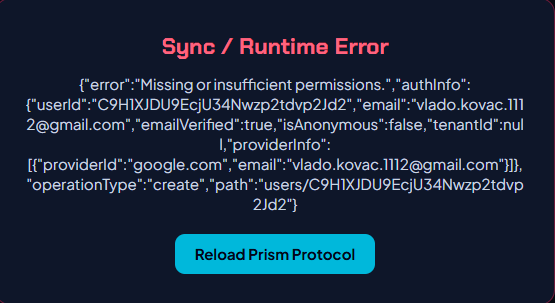 Sync / Runtime Error
{"error":"Missing or insufficient permissions.","authInfo":
{"userId":"C9H1XJDU9EcjU34Nwzp2tdvp2Jd2","email":"vlado.kovac.111
2@gmail.com","emailVerified":true,"isAnonymous":false,"tenantId":nul
l,"providerInfo":
[{"providerId":"google.com","email":"vlado.kovac.1112@gmail.com"}]},
"operationType":"create","path":"users/C9H1XJDU9EcjU34Nwzp2tdvp
2Jd2"}
Reload Prism Protocol